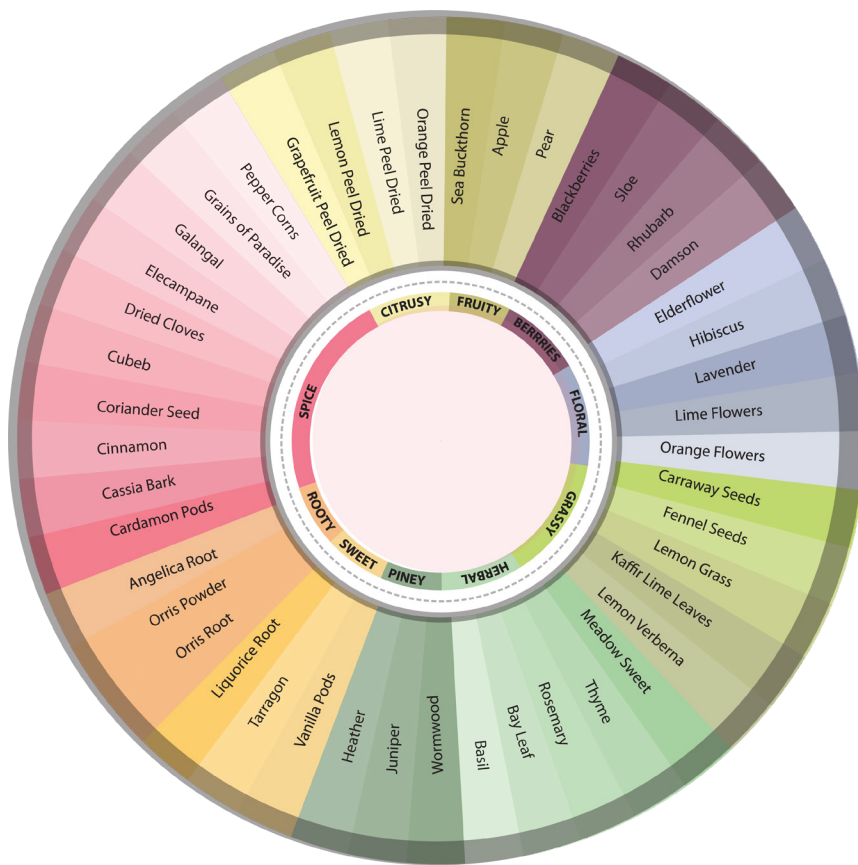 Sea Buckthorn
Apple
Pear
Blackberries
Sloe
Rhubarb
Damson
Elderflower
Hibiscus
Lavender
Lime Flowers
Orange Flowers
Carraway Seeds
Fennel Seeds
Lemon Grass
Kaffir Lime Leaves
Lemon Verberna
Meadow Sweet
Thyme
Rosemary
Bay Leaf
Basil
Wormwood
Juniper
Heather
Vanilla Pods
Tarragon
Liquorice Root
Orris Root
Orris Powder
Angelica Root
Cardamon Pods
Cassia Bark
Cinnamon
Coriander Seed
Cubeb
Dried Cloves
Elecampane
Galangal
Grains of Paradise
Pepper Corns
Grapefruit Peel Dried
Lemon Peel Dried
Lime Peel Dried
Orange Peel Dried
CITRUSY
FRUITY
BERRRIES
FLORAL
GRASSY
HERBAL
PINEY
SWEET
ROOTY
SPICE